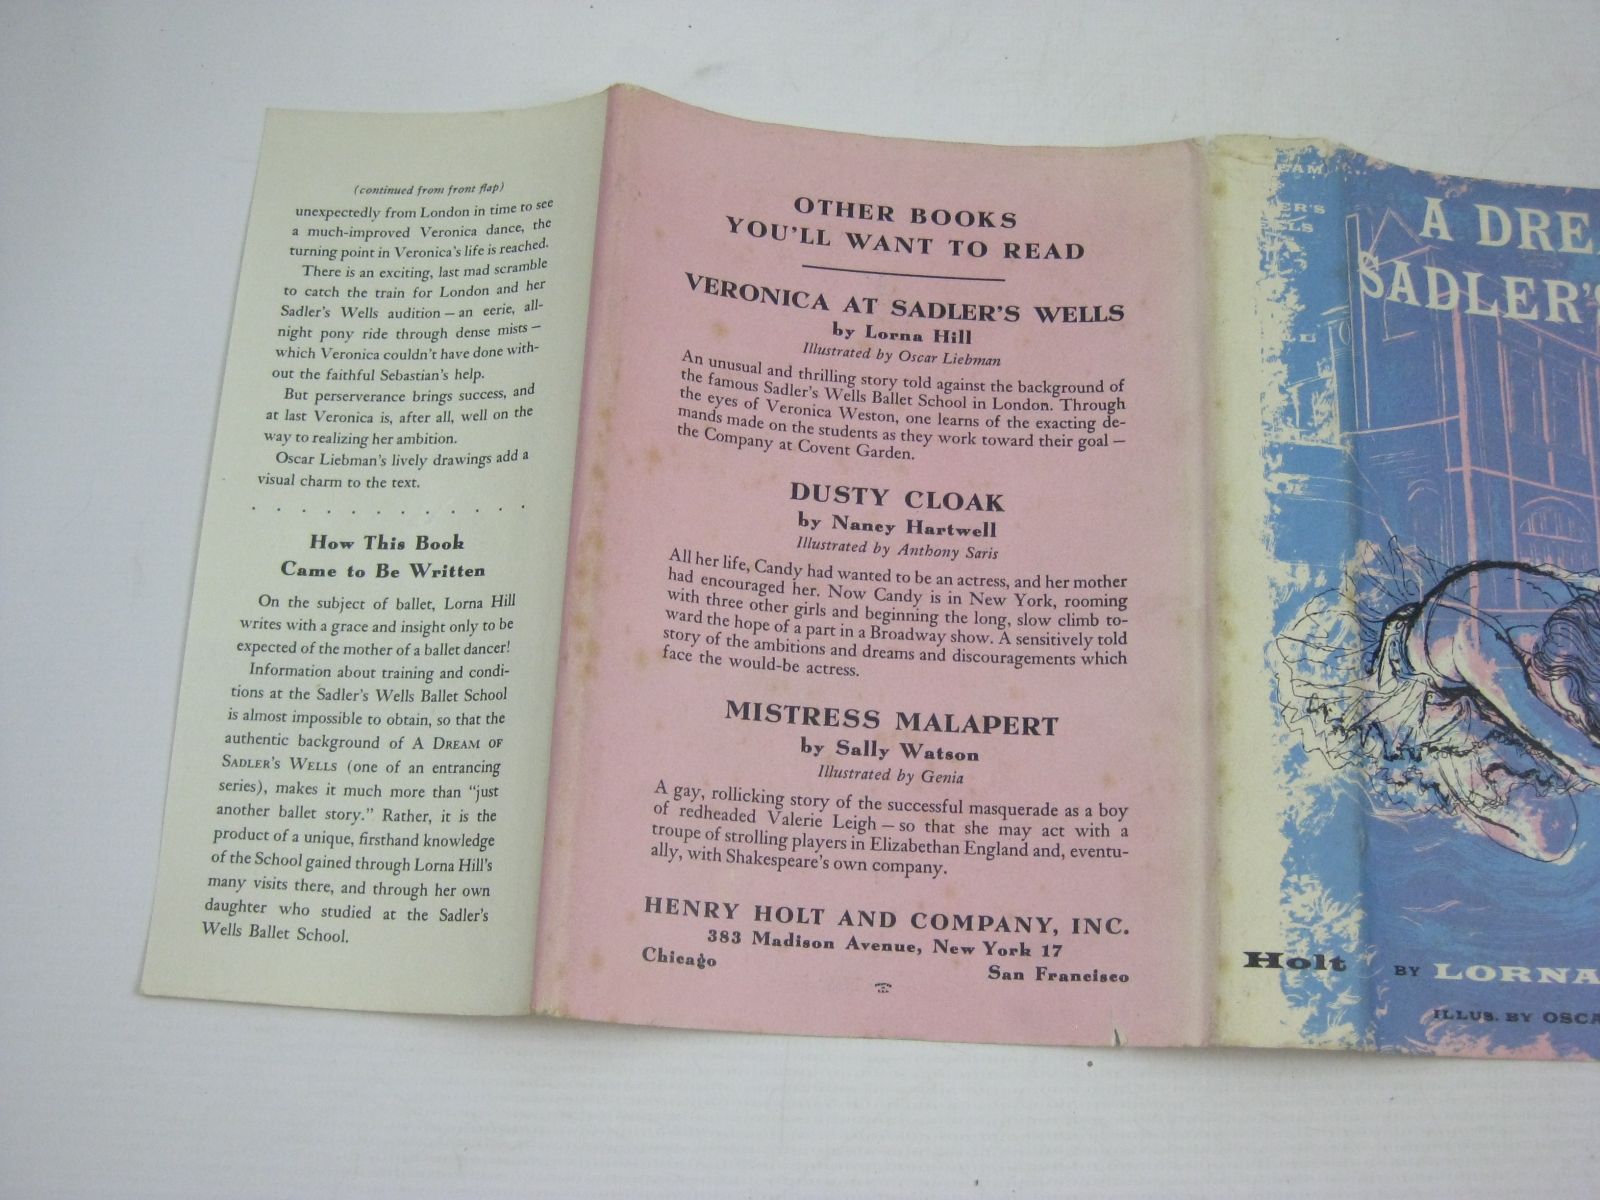 (continued from front flap)
unexpectedly from London in time to see
a much-improved Veronica dance, the
turning point in Veronica's life is reached.
There is an exciting, last mad scramble
to catch the train for London and her
Sadler's Wells audition — an eerie, all-
night pony ride through dense mists —
which Veronica couldn't have done with-
out the faithful Sebastian's help.
But perseverance brings success, and
at last Veronica is, after all, well on the
way to realizing her ambition.
Oscar Liebman's lively drawings add a
visual charm to the text.
. . . . . . . . . . . .
How This Book
Came to Be Written
On the subject of ballet, Lorna Hill
writes with a grace and insight only to be
expected of the mother of a ballet dancer!
Information about training and condi-
tions at the Sadler's Wells Ballet School
is almost impossible to obtain, so that the
authentic background of A DREAM OF
SADLER'S WELLS (one of an entrancing
series), makes it much more than "just
another ballet story." Rather, it is the
product of a unique, firsthand knowledge
of the School gained through Lorna Hill's
many visits there, and through her own
daughter who studied at the Sadler's
Wells Ballet School.
OTHER BOOKS
YOU'LL WANT TO READ
VERONICA AT SADLER'S WELLS
by Lorna Hill
Illustrated by Oscar Liebman
An unusual and thrilling story told against the background of
the famous Sadler's Wells Ballet School in London. Through
the eyes of Veronica Weston, one learns of the exacting de-
mands made on the students as they work toward their goal —
the Company at Covent Garden.
DUSTY CLOAK
by Nancy Hartwell
Illustrated by Anthony Saris
All her life, Candy had wanted to be an actress, and her mother
had encouraged her. Now Candy is in New York, rooming
with three other girls and beginning the long, slow climb to-
ward the hope of a part in a Broadway show. A sensitively told
story of the ambitions and dreams and discouragements which
face the would-be actress.
MISTRESS MALAPERT
by Sally Watson
Illustrated by Genia
A gay, rollicking story of the successful masquerade as a boy
of redheaded Valerie Leigh — so that she may act with a
troupe of strolling players in Elizabethan England and, eventu-
ally, with Shakespeare's own company.
HENRY HOLT AND COMPANY, INC.
383 Madison Avenue, New York 17
Chicago San Francisco
Holt
A DRE
SADLER'S
BY LORNA
ILLUS. BY OSCA